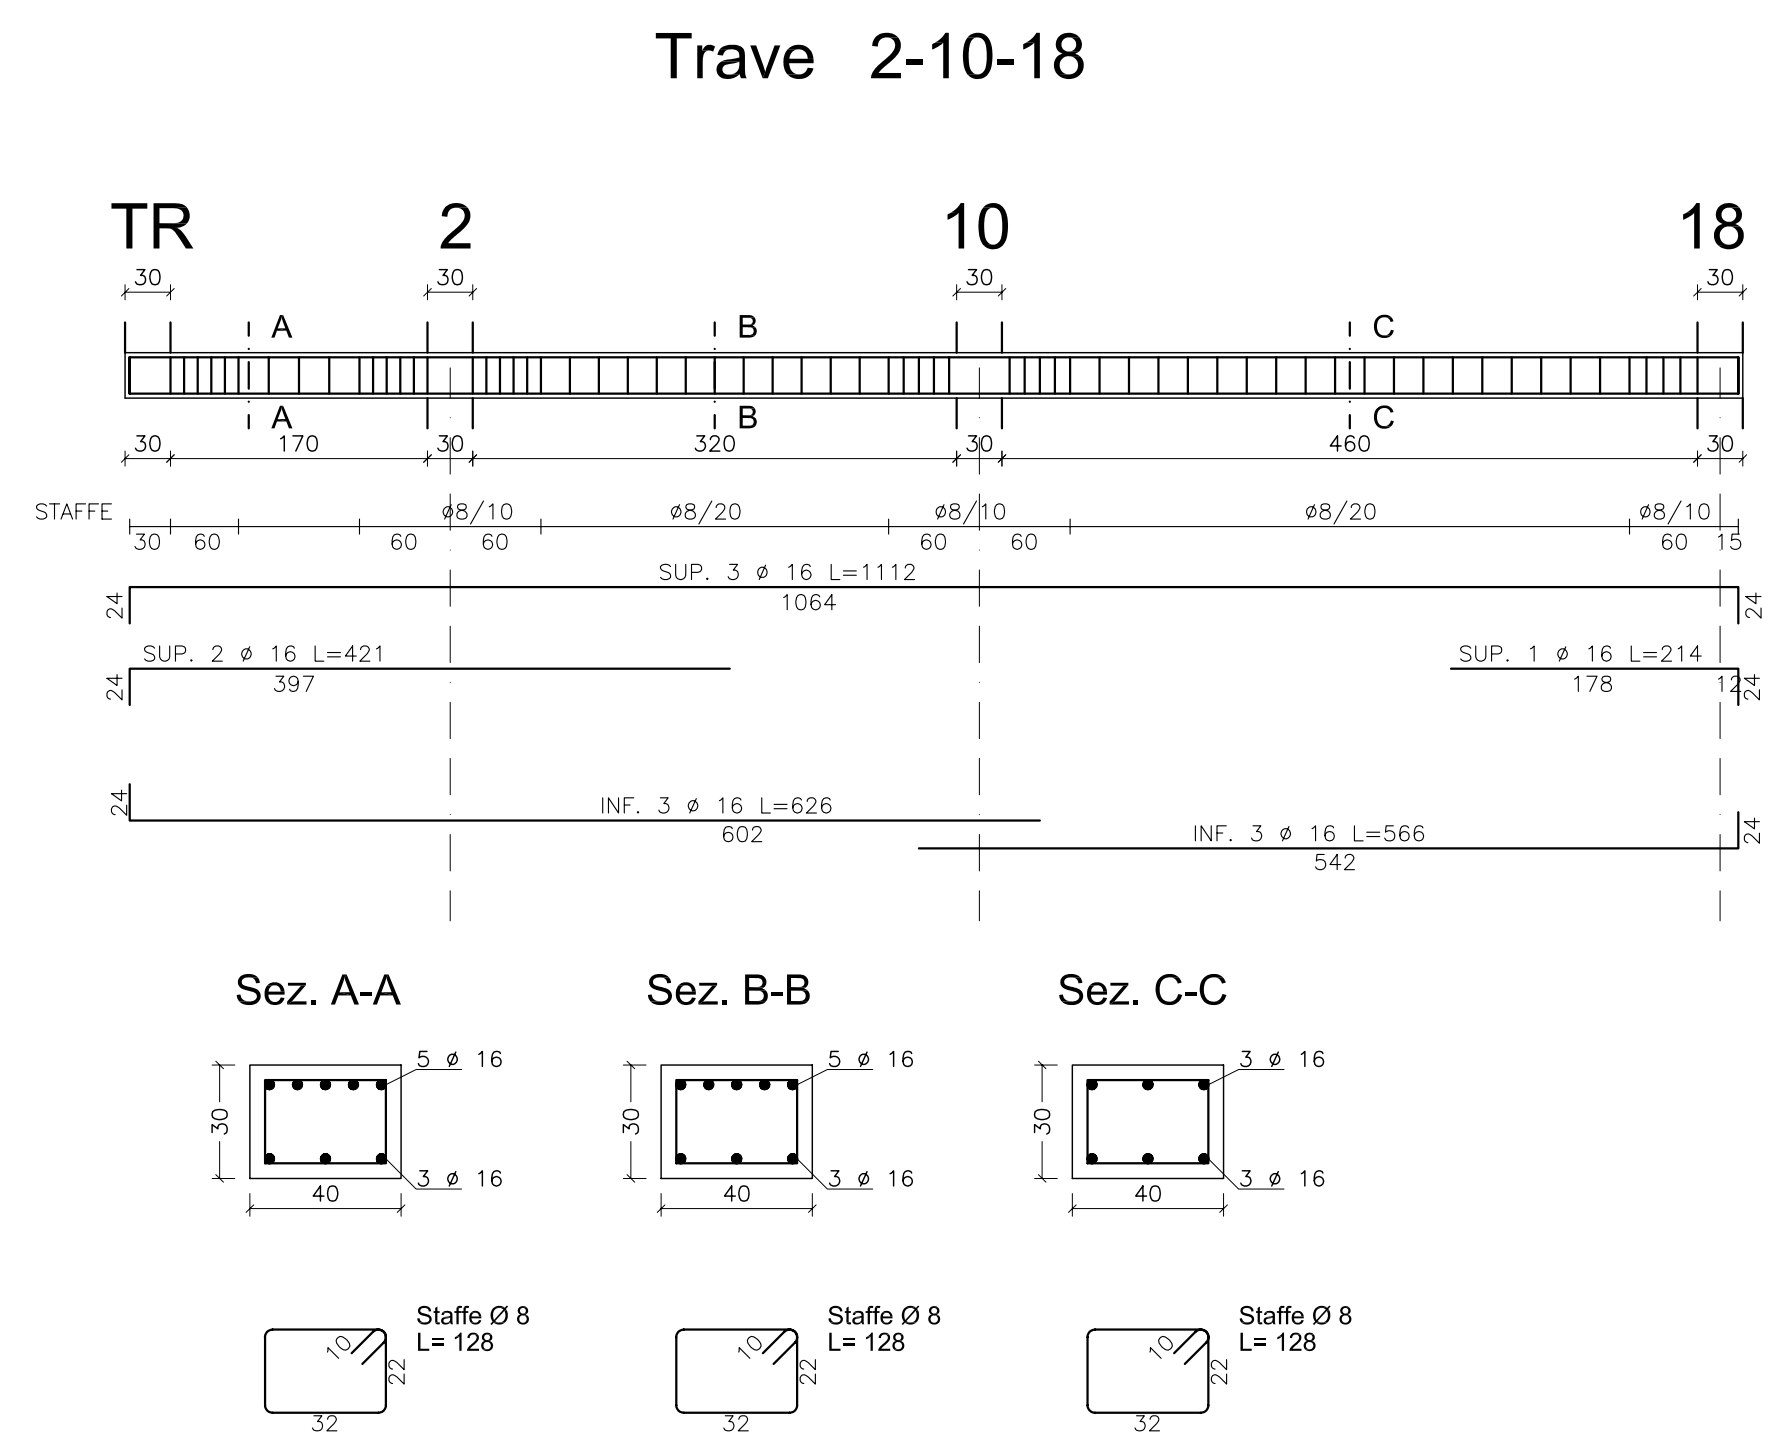 Trave 2-10-18
TR 2 10 18
30 30 30 30
A B C
A B C
30 170 30 320 30 460 30
STAFFE ø8/10 ø8/20 ø8/10 ø8/20 ø8/10
30 60 60 60 60 60 60 15
SUP. 3 ø 16 L=1112
24 1064 24
SUP. 2 ø 16 L=421 SUP. 1 ø 16 L=214
24 397 178 12 24
24 INF. 3 ø 16 L=626
602 INF. 3 ø 16 L=566 24
542
Sez. A-A Sez. B-B Sez. C-C
5 ø 16 5 ø 16 3 ø 16
30 30 30
3 ø 16 3 ø 16 3 ø 16
40 40 40
Staffe Ø 8 Staffe Ø 8 Staffe Ø 8
L= 128 L= 128 L= 128
10 22 10 22 10 22
32 32 32